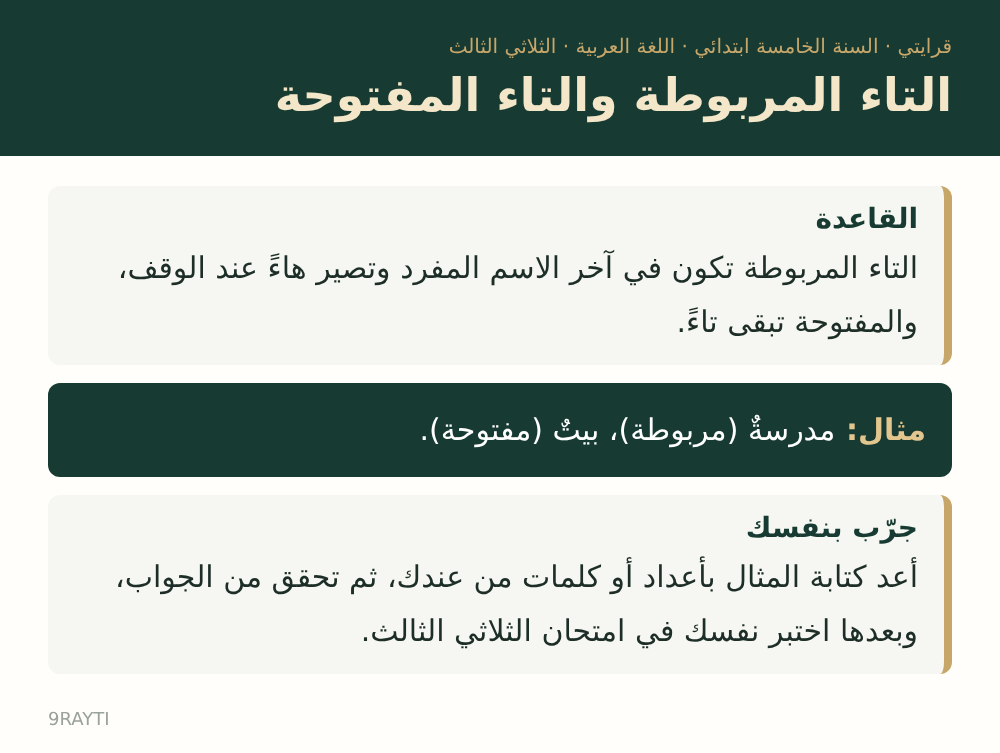 قرايتي · السنة الخامسة ابتدائي · اللغة العربية · الثلاثي الثالث
التاء المربوطة والتاء المفتوحة
القاعدة
التاء المربوطة تكون في آخر الاسم المفرد وتصير هاءً عند الوقف،
والمفتوحة تبقى تاءً.
مثال: مدرسةٌ (مربوطة)، بيتٌ (مفتوحة).
جرّب بنفسك
أعد كتابة المثال بأعداد أو كلمات من عندك، ثم تحقق من الجواب،
وبعدها اختبر نفسك في امتحان الثلاثي الثالث.
9RAYTI